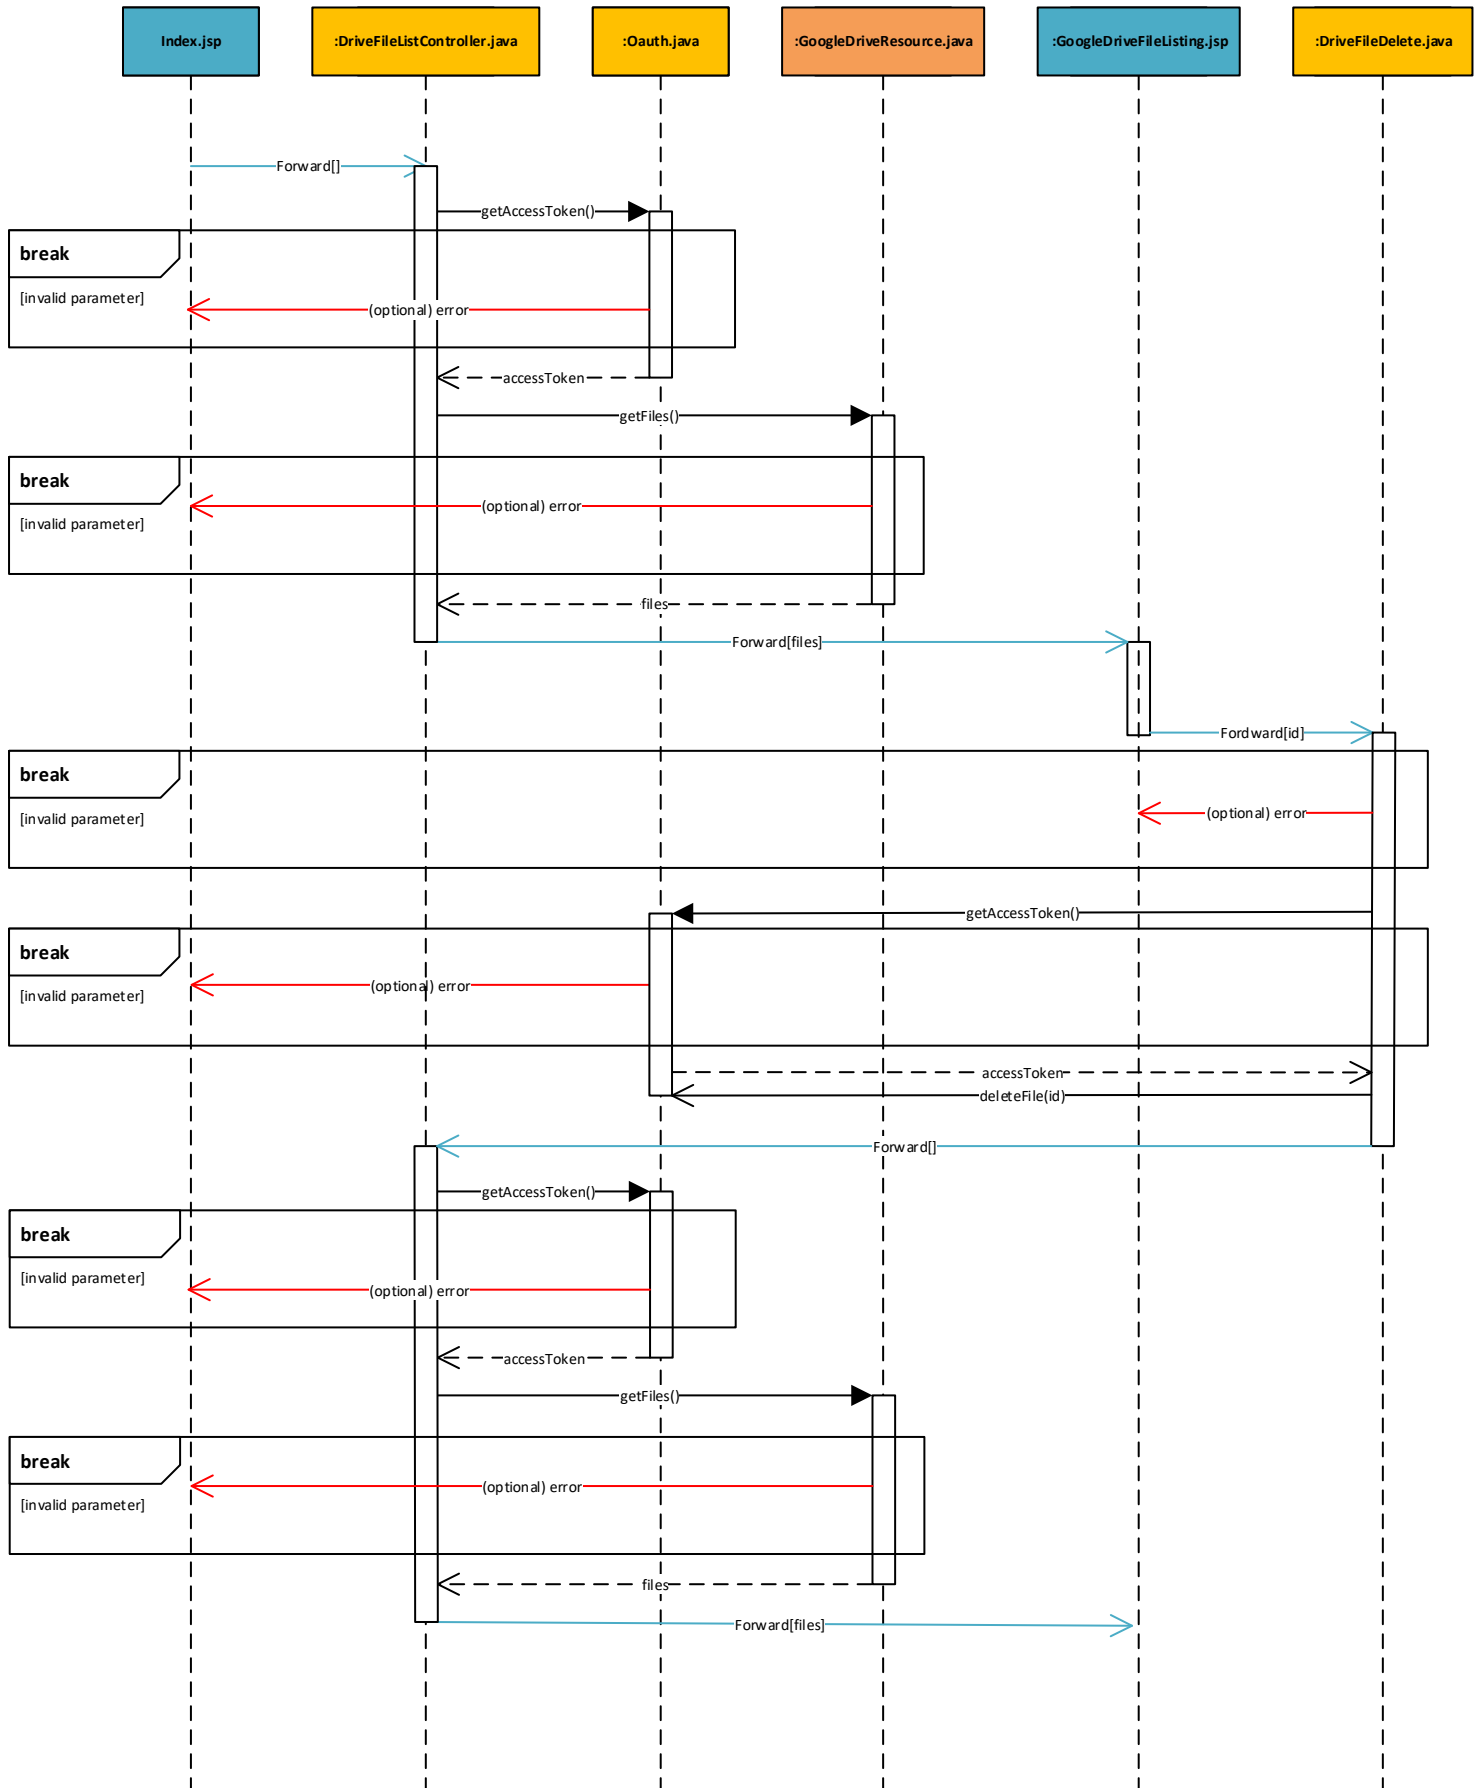 Index.jsp
:DriveFileListController.java
:Oauth.java
:GoogleDriveResource.java
:GoogleDriveFileListing.jsp
:DriveFileDelete.java
Forward[]
getAccessToken()
break
[invalid parameter]
(optional) error
accessToken
getFiles()
break
[invalid parameter]
(optional) error
files
Forward[files]
Fordward[id]
break
[invalid parameter]
(optional) error
getAccessToken()
break
[invalid parameter]
(optional) error
accessToken
deleteFile(id)
Forward[]
getAccessToken()
break
[invalid parameter]
(optional) error
accessToken
getFiles()
break
[invalid parameter]
(optional) error
files
Forward[files]